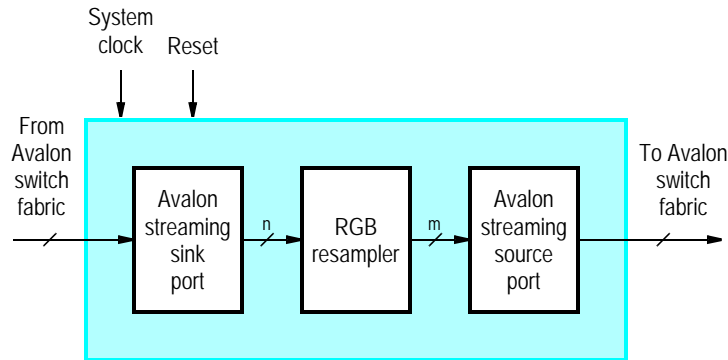 System
clock
Reset
From
Avalon
switch
fabric
Avalon
streaming
sink
port
n
RGB
resampler
m
Avalon
streaming
source
port
To Avalon
switch
fabric